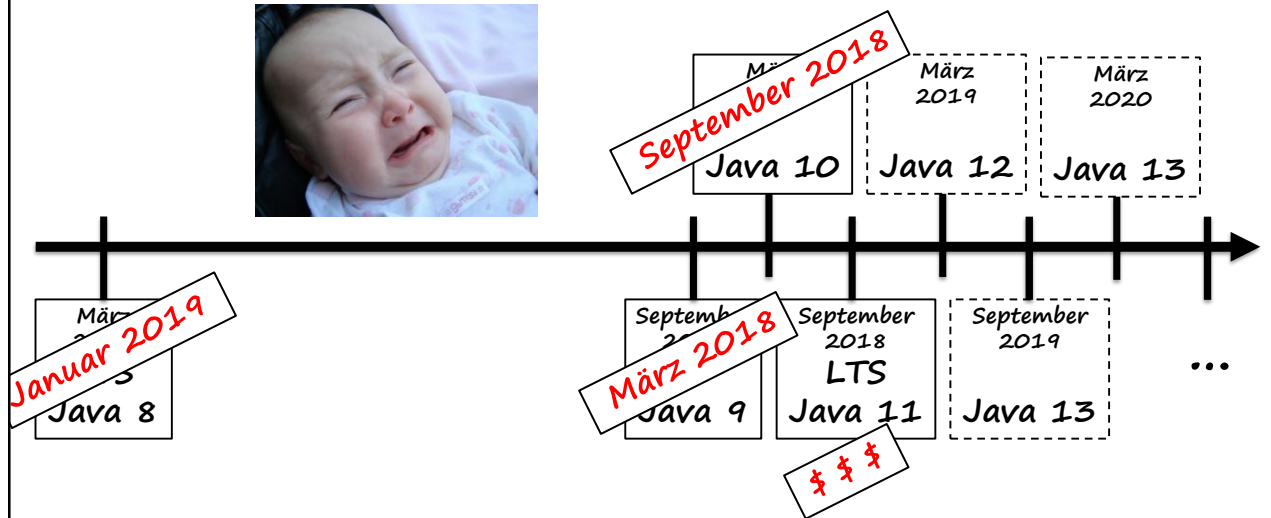 September 2018
März
2019
März
2020
Java 10
Java 12
Java 13
Januar 2019
Java 8
März 2018
Java 9
September
2018
LTS
Java 11
September
2019
Java 13
...
$ $ $